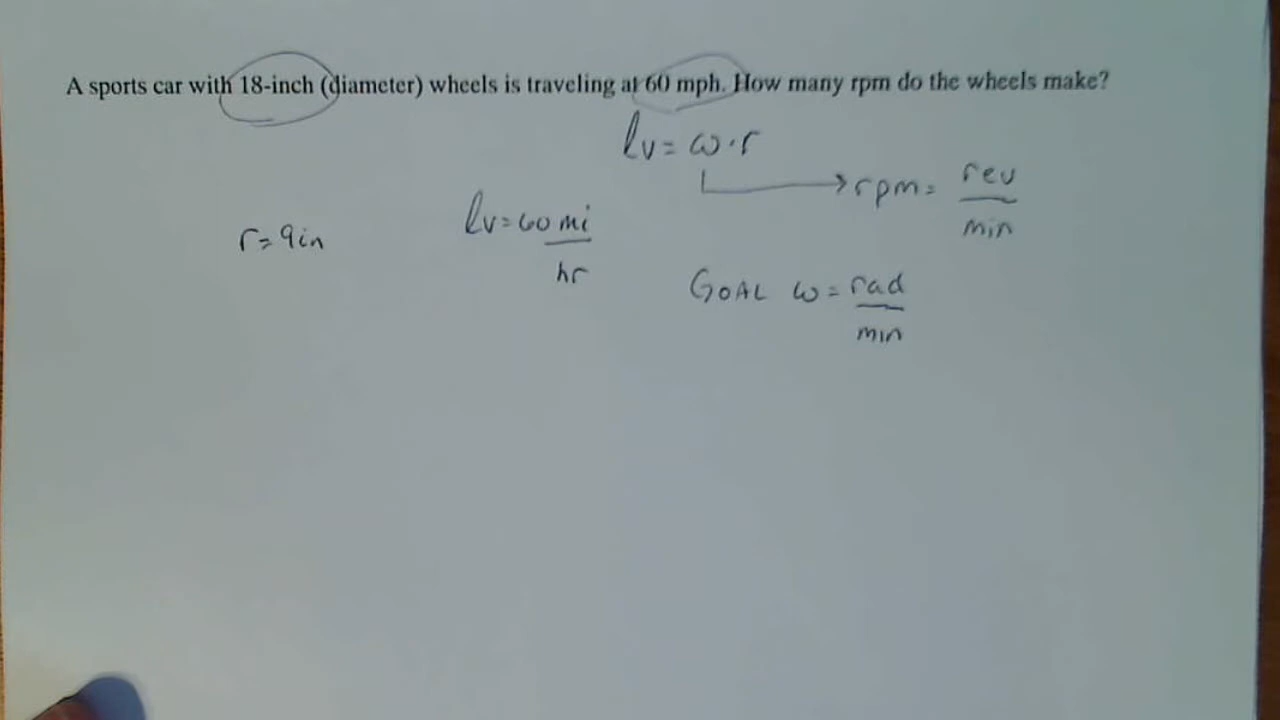 A sports car with 18-inch (diameter) wheels is traveling at 60 mph. How many rpm do the wheels make?
lv = ω · r
rpm = rev/min
r = 9in
lv = 60 mi/hr
GOAL ω = rad/min